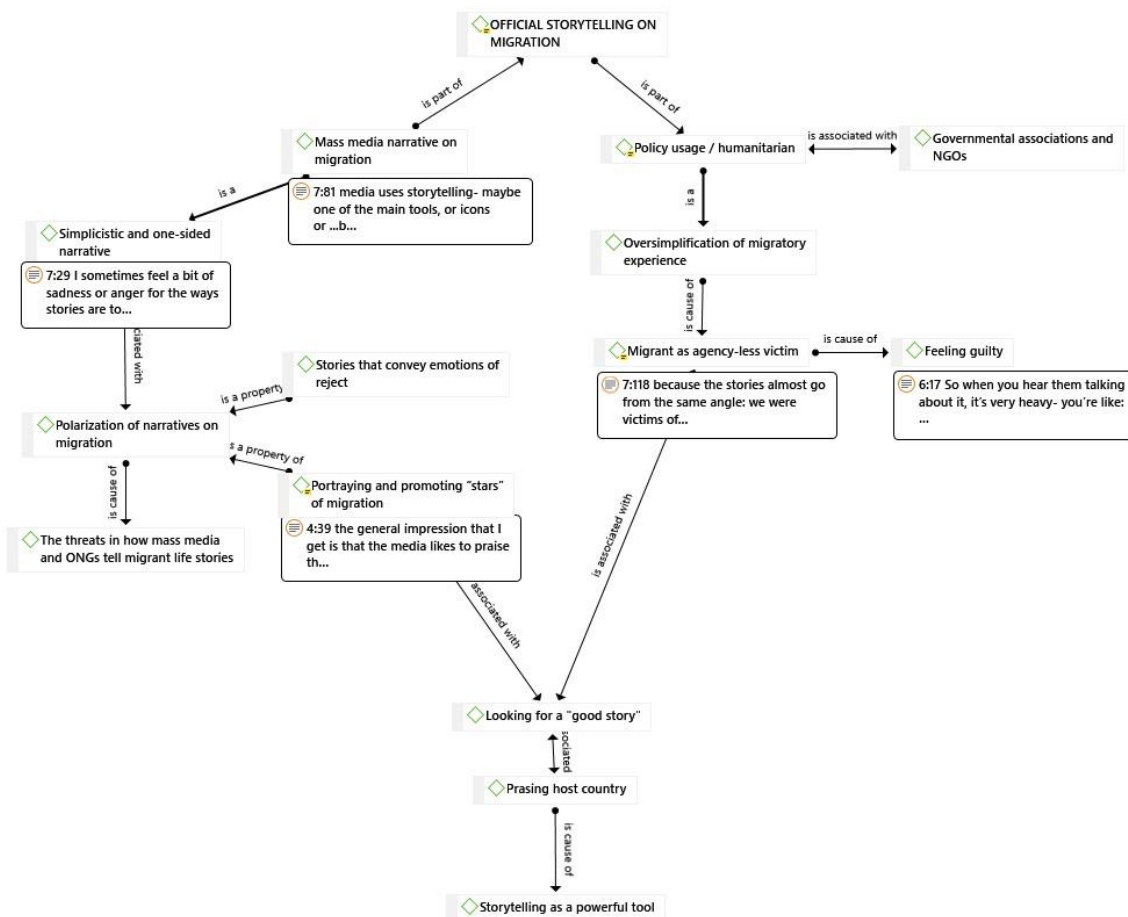 OFFICIAL STORYTELLING ON
MIGRATION
is part of
is part of
Mass media narrative on
migration
Policy usage / humanitarian
is associated with
Governmental associations and
NGOs
is a
7:81 media uses storytelling- maybe
one of the main tools, or icons
or ...b...
is a
Simplicistic and one-sided
narrative
Oversimplification of migratory
experience
7:29 I sometimes feel a bit of
sadness or anger for the ways
stories are to...
is cause of
ciated with
Migrant as agency-less victim
is cause of
Feeling guilty
Stories that convey emotions of
reject
7:118 because the stories almost go
from the same angle: we were
victims of...
6:17 So when you hear them talking
about it, it's very heavy- you're like:
...
is a property
Polarization of narratives on
migration
s a property of
is cause of
Portraying and promoting "stars"
of migration
4:39 the general impression that I
get is that the media likes to praise
th...
The threats in how mass media
and ONGs tell migrant life stories
is associated with
associated with
Looking for a "good story"
sociated
Prasing host country
is cause of
Storytelling as a powerful tool